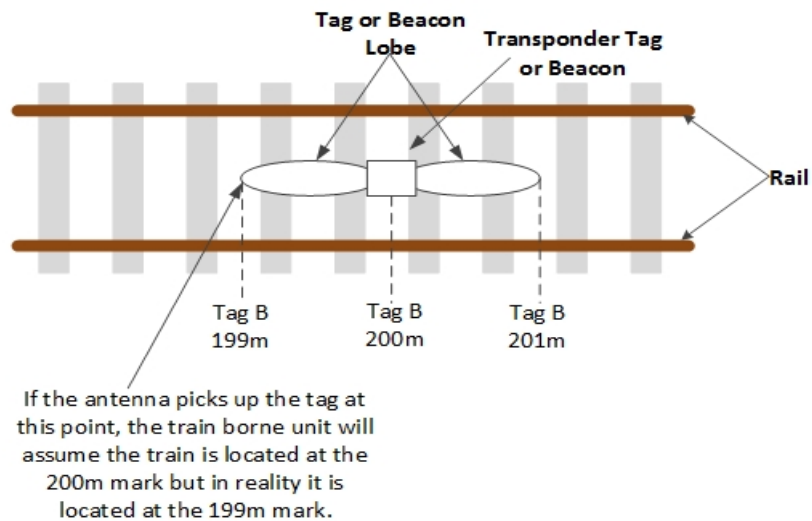 Tag or Beacon
Lobe
Transponder Tag
or Beacon
Rail
Tag B
199m
Tag B
200m
Tag B
201m
If the antenna picks up the tag at
this point, the train borne unit will
assume the train is located at the
200m mark but in reality it is
located at the 199m mark.